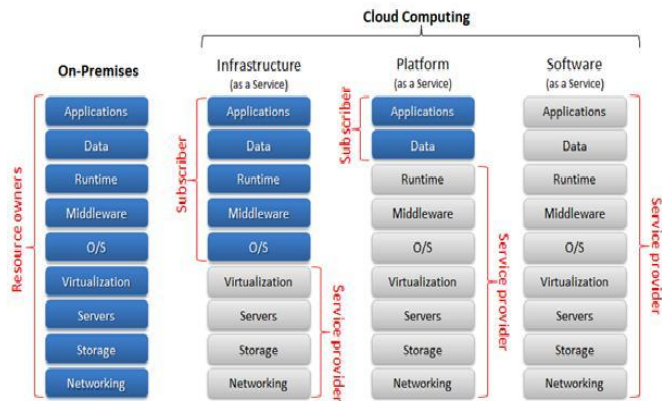 Cloud Computing
On-Premises
Infrastructure
(as a Service)
Platform
(as a Service)
Software
(as a Service)
Resource owners
Applications
Data
Runtime
Middleware
O/S
Virtualization
Servers
Storage
Networking
Subscriber
Applications
Data
Runtime
Middleware
O/S
Virtualization
Servers
Storage
Networking
Service provider
Subscriber
Applications
Data
Runtime
Middleware
O/S
Virtualization
Servers
Storage
Networking
Service provider
Applications
Data
Runtime
Middleware
O/S
Virtualization
Servers
Storage
Networking
Service provider